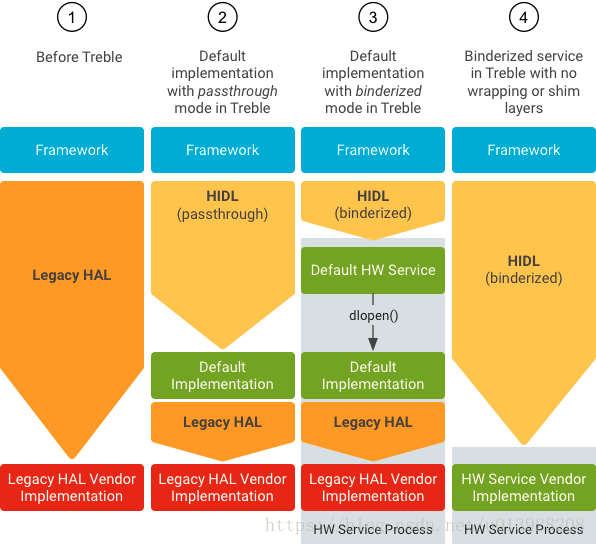 1
Before Treble
2
Default
implementation
with passthrough
mode in Treble
3
Default
implementation
with binderized
mode in Treble
4
Binderized service
in Treble with no
wrapping or shim
layers
Framework
Framework
Framework
Framework
Legacy HAL
HIDL
(passthrough)
HIDL
(binderized)
HIDL
(binderized)
Default HW Service
dlopen()
Default
Implementation
Default
Implementation
Legacy HAL
Legacy HAL
Legacy HAL Vendor
Implementation
Legacy HAL Vendor
Implementation
Legacy HAL Vendor
Implementation
HW Service Vendor
Implementation
HW Service Process
HW Service Process